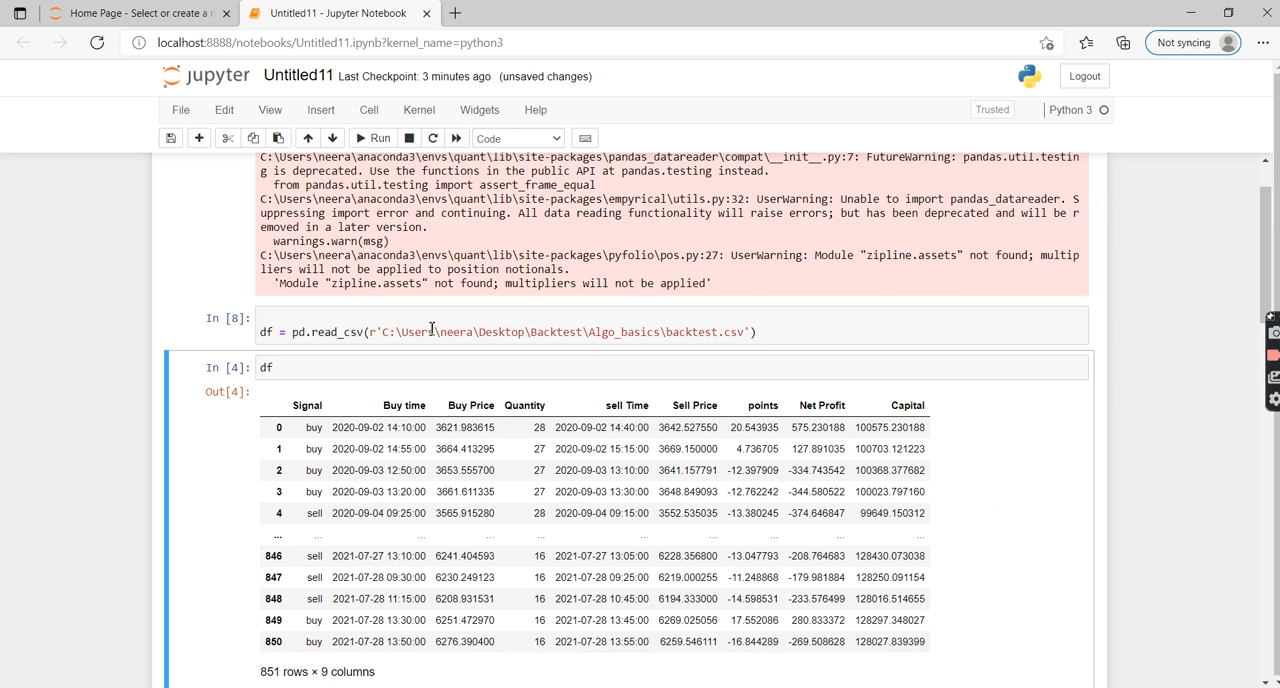 Home Page - Select or create a n
Untitled11 - Jupyter Notebook
localhost:8888/notebooks/Untitled11.ipynb?kernel_name=python3
Not syncing
jupyter Untitled11 Last Checkpoint: 3 minutes ago (unsaved changes)
Logout
File Edit View Insert Cell Kernel Widgets Help
Trusted
Python 3
Run
Code
C:\Users\neera\anaconda3\envs\quant\lib\site-packages\pandas_datareader\compat\__init__.py:7: FutureWarning: pandas.util.testin
g is deprecated. Use the functions in the public API at pandas.testing instead.
from pandas.util.testing import assert_frame_equal
C:\Users\neera\anaconda3\envs\quant\lib\site-packages\empyrical\utils.py:32: UserWarning: Unable to import pandas_datareader. S
uppressing import error and continuing. All data reading functionality will raise errors; but has been deprecated and will be r
emoved in a later version.
warnings.warn(msg)
C:\Users\neera\anaconda3\envs\quant\lib\site-packages\pyfolio\pos.py:27: UserWarning: Module "zipline.assets" not found; multip
liers will not be applied to position notionals.
'Module "zipline.assets" not found; multipliers will not be applied'
In [8]:
df = pd.read_csv(r'C:\Users\neera\Desktop\Backtest\Algo_basics\backtest.csv')
In [4]: df
Out[4]:
Signal Buy time Buy Price Quantity sell Time Sell Price points Net Profit Capital
0 buy 2020-09-02 14:10:00 3621.983615 28 2020-09-02 14:40:00 3642.527550 20.543935 575.230188 100575.230188
1 buy 2020-09-02 14:55:00 3664.413295 27 2020-09-02 15:15:00 3669.150000 4.736705 127.891035 100703.121223
2 buy 2020-09-03 12:50:00 3653.555700 27 2020-09-03 13:10:00 3641.157791 -12.397909 -334.743542 100368.377682
3 buy 2020-09-03 13:20:00 3661.611335 27 2020-09-03 13:30:00 3648.849093 -12.762242 -344.580522 100023.797160
4 sell 2020-09-04 09:25:00 3565.915280 28 2020-09-04 09:15:00 3552.535035 -13.380245 -374.646847 99649.150312
... ... ... ... ... ... ... ... ... ...
846 sell 2021-07-27 13:10:00 6241.404593 16 2021-07-27 13:05:00 6228.356800 -13.047793 -208.764683 128430.073038
847 sell 2021-07-28 09:30:00 6230.249123 16 2021-07-28 09:25:00 6219.000255 -11.248868 -179.981884 128250.091154
848 sell 2021-07-28 11:15:00 6208.931531 16 2021-07-28 10:45:00 6194.333000 -14.598531 -233.576499 128016.514655
849 buy 2021-07-28 13:30:00 6251.472970 16 2021-07-28 13:45:00 6269.025056 17.552086 280.833372 128297.348027
850 buy 2021-07-28 13:50:00 6276.390400 16 2021-07-28 13:55:00 6259.546111 -16.844289 -269.508628 128027.839399
851 rows × 9 columns